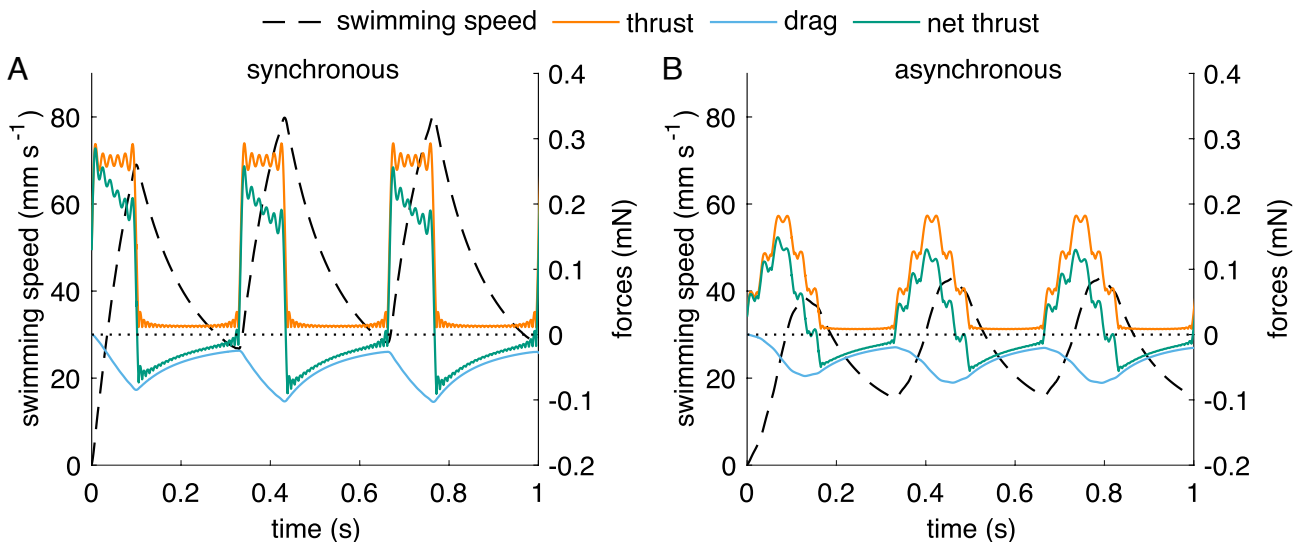 swimming speed thrust drag net thrust
A synchronous
swimming speed (mm s⁻¹)
80
60
40
20
0
0.4
0.3
0.2
0.1
0
-0.1
-0.2
forces (mN)
0 0.2 0.4 0.6 0.8 1
time (s)
B asynchronous
swimming speed (mm s⁻¹)
80
60
40
20
0
0.4
0.3
0.2
0.1
0
-0.1
-0.2
forces (mN)
0 0.2 0.4 0.6 0.8 1
time (s)